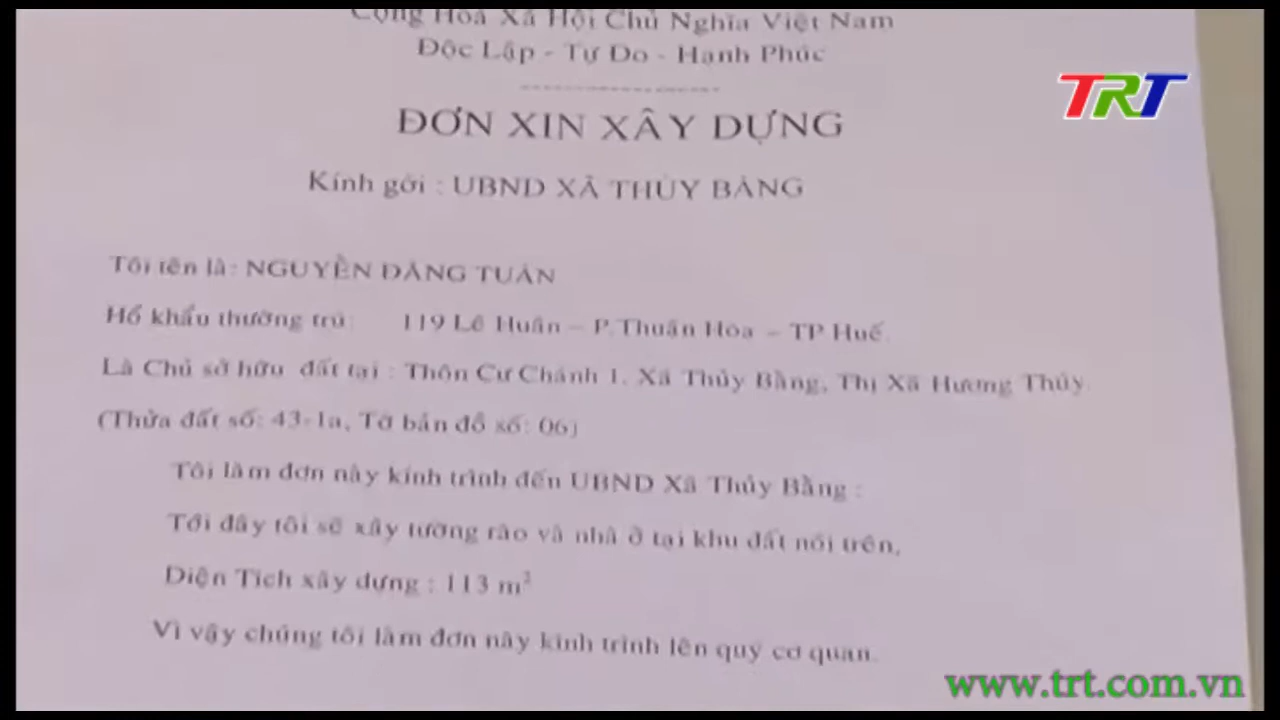 Cộng Hoà Xã Hội Chủ Nghĩa Việt Nam
Độc Lập - Tự Do - Hạnh Phúc
TRT
ĐƠN XIN XÂY DỰNG
Kính gởi : UBND XÃ THỦY BẰNG
Tôi tên là: NGUYỄN ĐĂNG TUẤN
Hổ khẩu thường trú: 119 Lê Huân – P.Thuận Hòa – TP Huế.
Là Chủ sở hữu đất tại : Thôn Cư Chánh 1, Xã Thủy Bằng, Thị Xã Hương Thủy.
(Thửa đất số: 43-1a, Tờ bản đồ số: 06)
Tôi làm đơn này kính trình đến UBND Xã Thủy Bằng :
Tới đây tôi sẽ xây tường rào và nhà ở tại khu đất nói trên,
Diện Tích xây dựng : 113 m²
Vì vậy chúng tôi làm đơn này kính trình lên quý cơ quan.
www.trt.com.vn